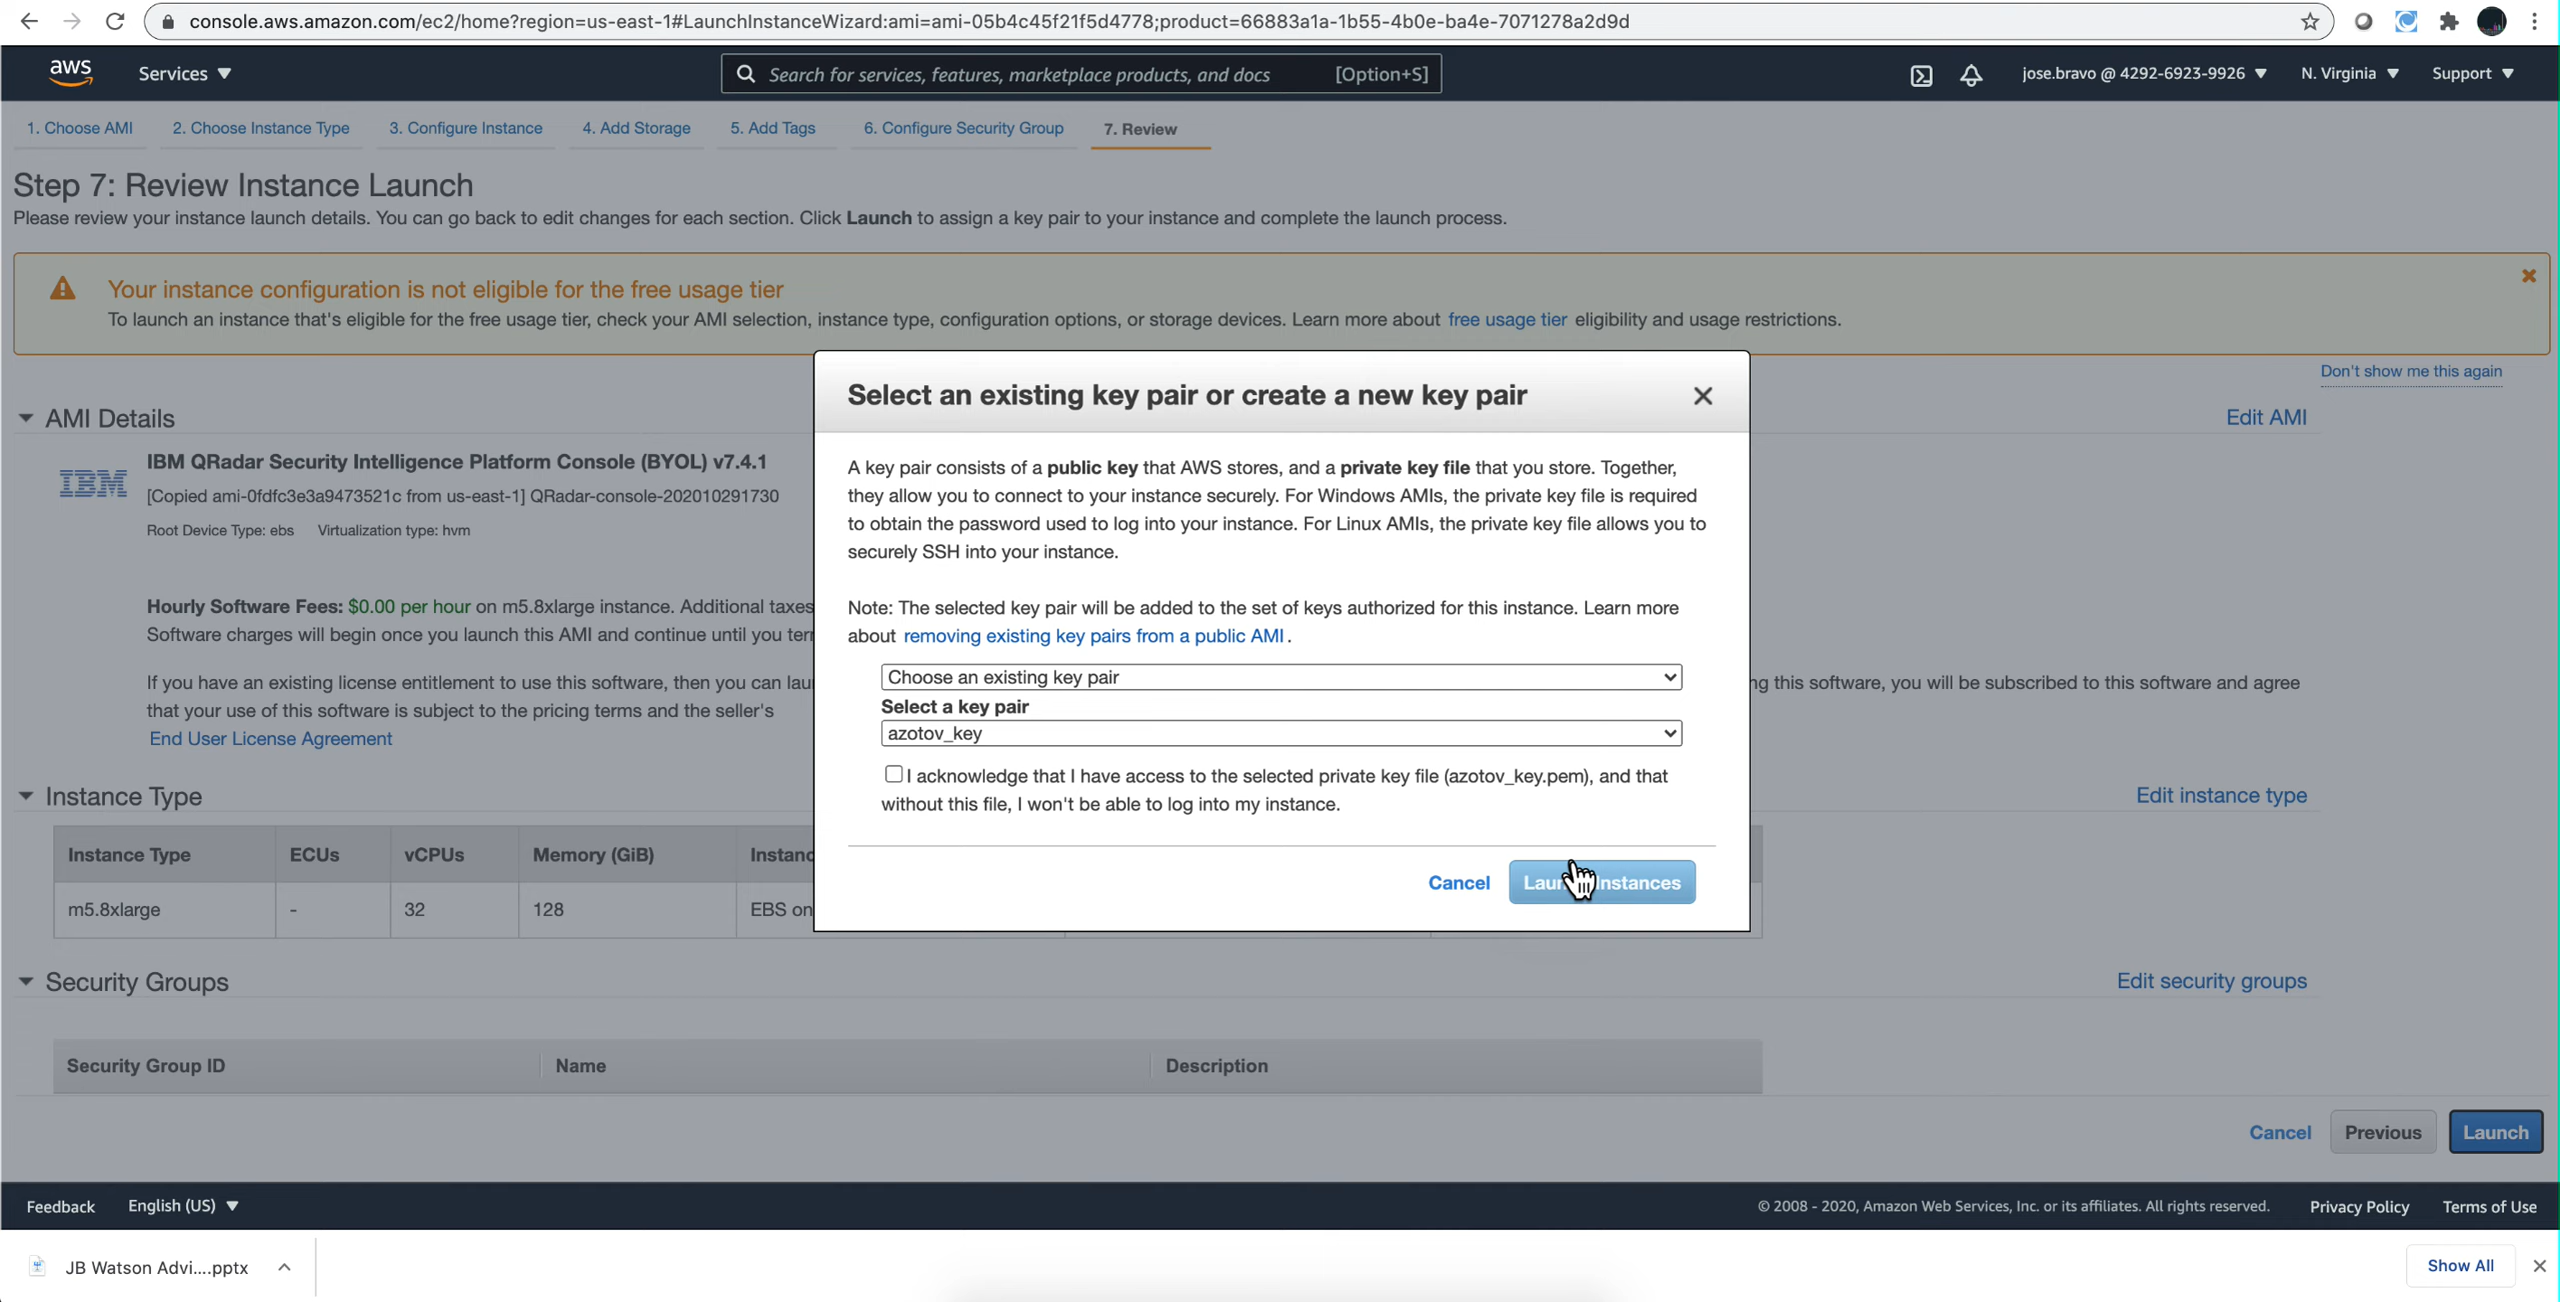 console.aws.amazon.com/ec2/home?region=us-east-1#LaunchInstanceWizard:ami=ami-05b4c45f21f5d4778;product=66883a1a-1b55-4b0e-ba4e-7071278a2d9d
aws Services Search for services, features, marketplace products, and docs [Option+S] jose.bravo @ 4292-6923-9926 N. Virginia Support
1. Choose AMI 2. Choose Instance Type 3. Configure Instance 4. Add Storage 5. Add Tags 6. Configure Security Group 7. Review
Step 7: Review Instance Launch
Please review your instance launch details. You can go back to edit changes for each section. Click Launch to assign a key pair to your instance and complete the launch process.
Your instance configuration is not eligible for the free usage tier
To launch an instance that's eligible for the free usage tier, check your AMI selection, instance type, configuration options, or storage devices. Learn more about free usage tier eligibility and usage restrictions.
Don't show me this again
AMI Details
Edit AMI
IBM
IBM QRadar Security Intelligence Platform Console (BYOL) v7.4.1
[Copied ami-0fdfc3e3a9473521c from us-east-1] QRadar-console-202010291730
Root Device Type: ebs Virtualization type: hvm
Hourly Software Fees: $0.00 per hour on m5.8xlarge instance. Additional taxes
Software charges will begin once you launch this AMI and continue until you
If you have an existing license entitlement to use this software, then you can
this software, you will be subscribed to this software and agree
that your use of this software is subject to the pricing terms and the seller's
End User License Agreement
Instance Type
Edit instance type
Instance Type ECUs vCPUs Memory (GiB)
m5.8xlarge - 32 128 EBS
Security Groups
Edit security groups
Security Group ID Name Description
Select an existing key pair or create a new key pair
A key pair consists of a public key that AWS stores, and a private key file that you store. Together,
they allow you to connect to your instance securely. For Windows AMIs, the private key file is required
to obtain the password used to log into your instance. For Linux AMIs, the private key file allows you to
securely SSH into your instance.
Note: The selected key pair will be added to the set of keys authorized for this instance. Learn more
about removing existing key pairs from a public AMI.
Choose an existing key pair
Select a key pair
azotov_key
I acknowledge that I have access to the selected private key file (azotov_key.pem), and that
without this file, I won't be able to log into my instance.
Cancel Launch Instances
Cancel Previous Launch
Feedback English (US) © 2008 - 2020, Amazon Web Services, Inc. or its affiliates. All rights reserved. Privacy Policy Terms of Use
JB Watson Advi....pptx Show All